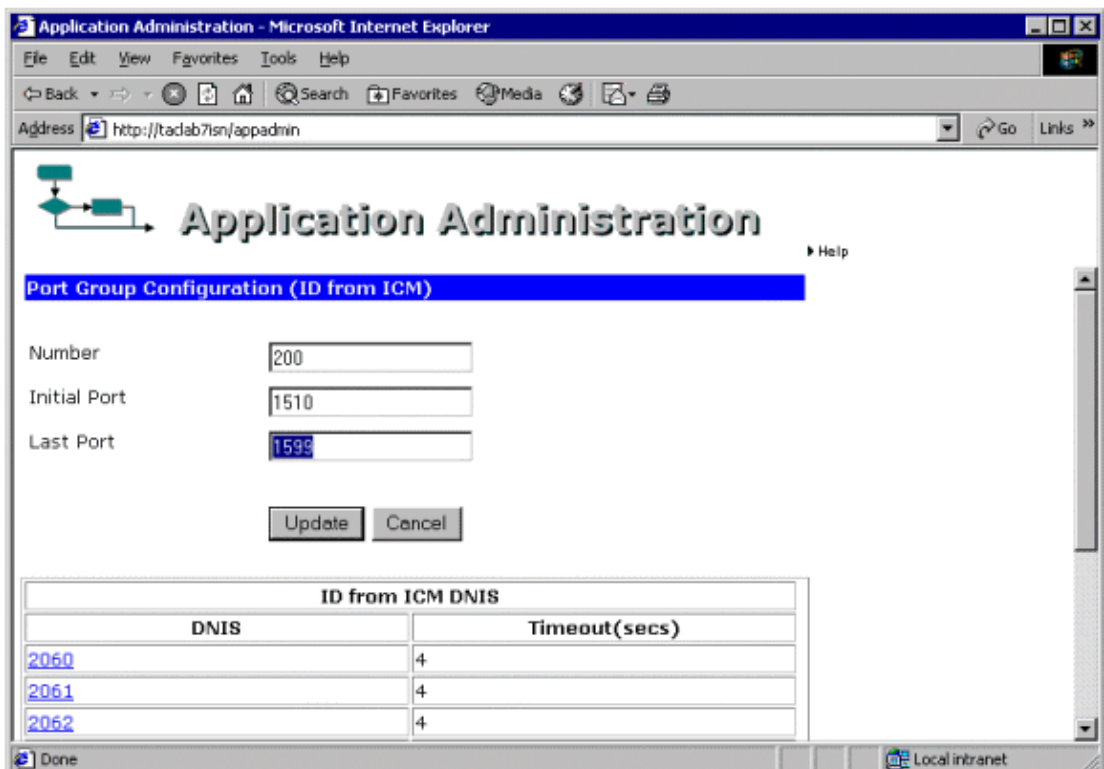 Application Administration - Microsoft Internet Explorer
File Edit View Favorites Tools Help
Back Search Favorites Media
Address http://taclab7isn/appadmin Go Links »
Application Administration
Help
Port Group Configuration (ID from ICM)
Number 200
Initial Port 1510
Last Port 1599
Update Cancel
ID from ICM DNIS
DNIS Timeout(secs)
2060 4
2061 4
2062 4
Done Local intranet